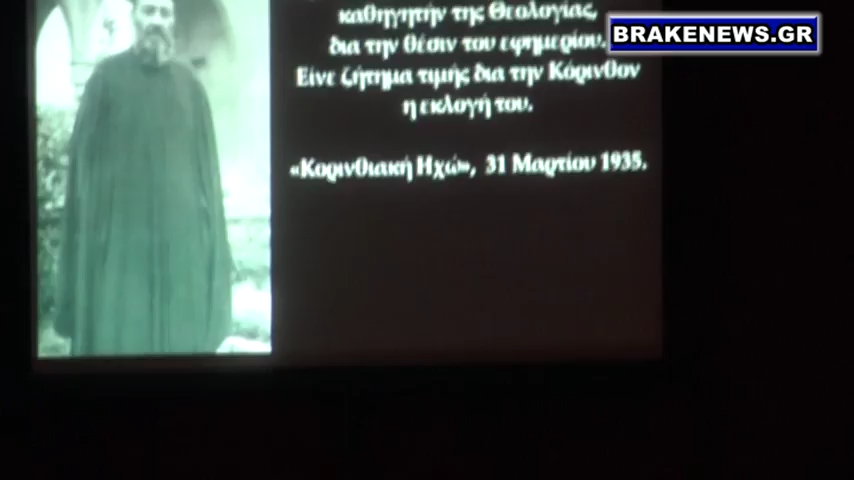 καθηγητήν της Θεολογίας,
δια την θέσιν του εφημερίου.
Είνε ζήτημα τιμής δια την Κόρινθον
η εκλογή του.
«Κορινθιακή Ηχώ», 31 Μαρτίου 1935.
BRAKENEWS.GR